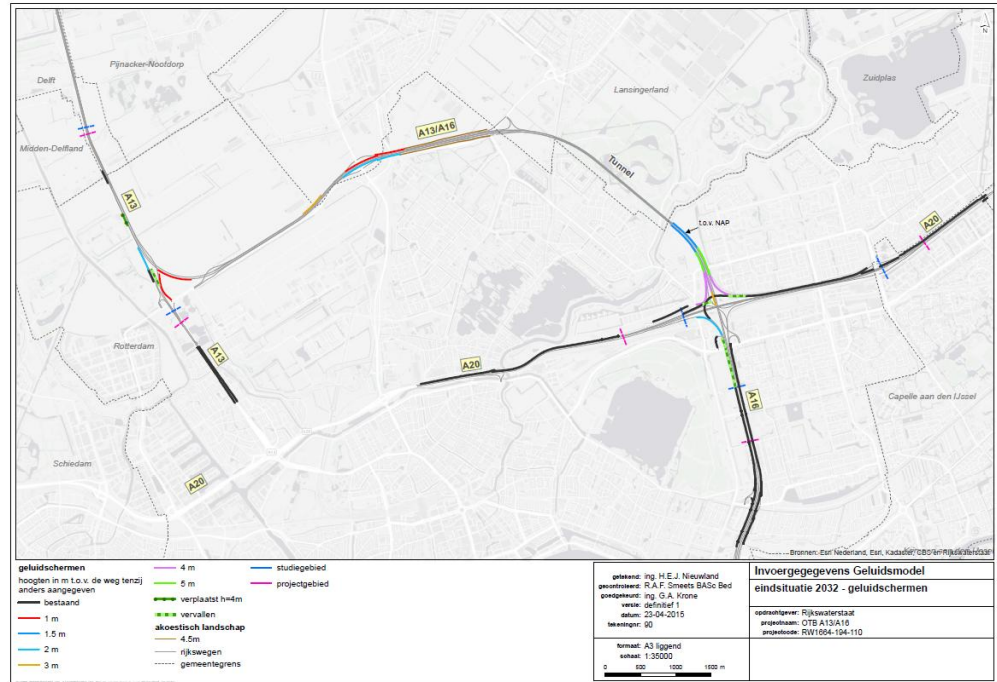 Delft
Pijnacker-Nootdorp
Midden-Delfland
Lansingerland
Zuidplas
A13/A16
Tunnel
A13
t.o.v. NAP
A20
Rotterdam
A13
A20
A16
Capelle aan den IJssel
Schiedam
A20
N
Bronnen: Esri Nederland, Esri, Kadaster, CBS en Rijkswaterstaat
geluidschermen
hoogten in m t.o.v. de weg tenzij
anders aangegeven
bestaand
1 m
1.5 m
2 m
3 m
4 m
5 m
verplaatst h=4m
vervallen
akoestisch landschap
4.5m
rijkswegen
gemeentegrens
studiegebied
projectgebied
getekend: ing. H.E.J. Nieuwland
gecontroleerd: R.A.F. Smeets BASc Bed
goedgekeurd: ing. G.A. Krone
versie: definitief 1
datum: 23-04-2015
tekeningnr: 90
formaat: A3 liggend
schaal: 1:35000
0 500 1000 1500 m
Invoergegevens Geluidsmodel
eindsituatie 2032 - geluidschermen
opdrachtgever: Rijkswaterstaat
projectnaam: OTB A13/A16
projectcode: RW1664-194-110